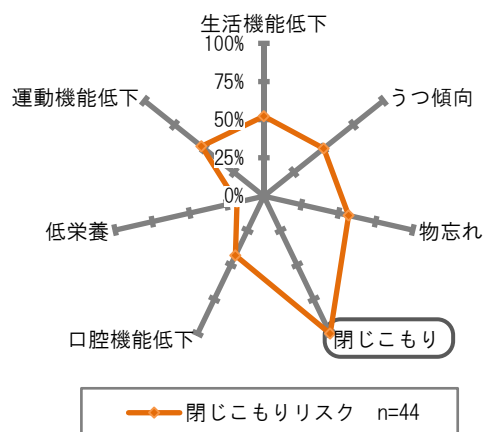 生活機能低下
100%
75%
50%
25%
0%
運動機能低下
うつ傾向
低栄養
物忘れ
口腔機能低下
閉じこもり
閉じこもりリスク n=44